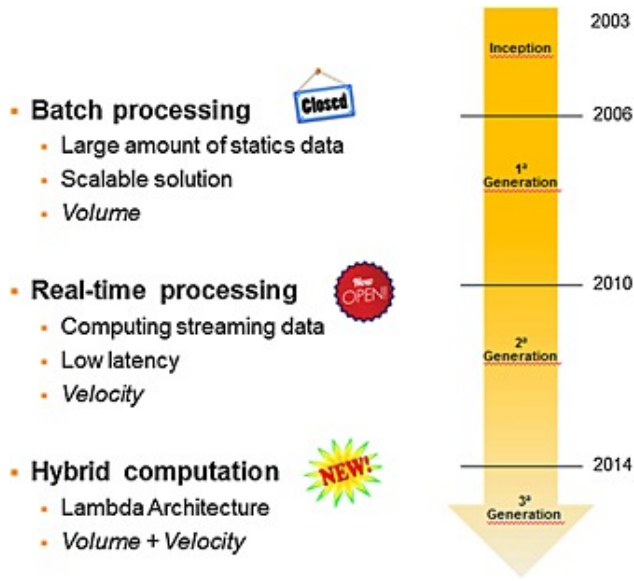 2003
Inception
Closed
Batch processing
2006
Large amount of statics data
Scalable solution
1ª
Generation
Volume
Now
OPEN!!
Real-time processing
2010
Computing streaming data
Low latency
2ª
Generation
Velocity
NEW!
Hybrid computation
2014
Lambda Architecture
3ª
Generation
Volume + Velocity